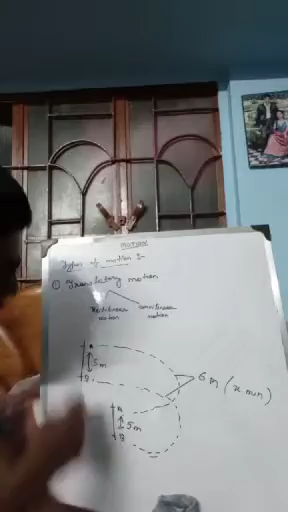 MOTION
Types of motion :-
① Translatory motion
Rectilinear curvilinear
motion motion
A
5m
B
6m (x min)
A
5m
B